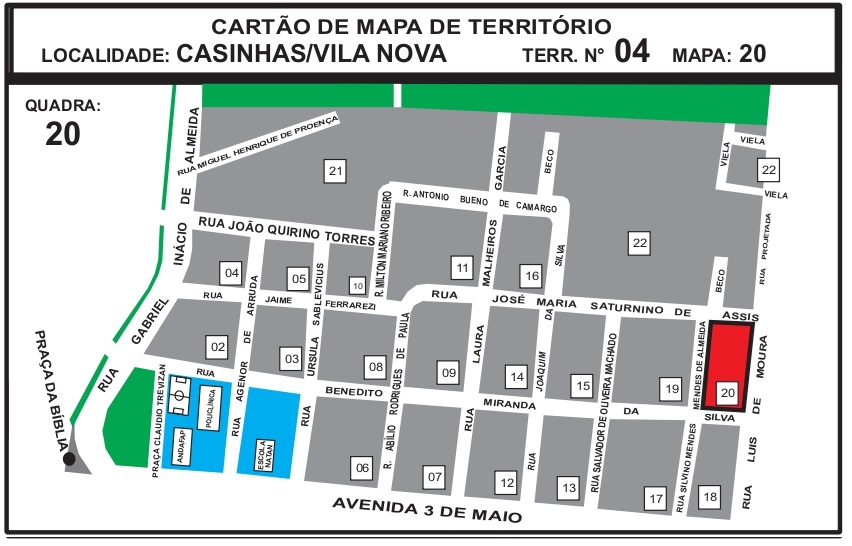 CARTÃO DE MAPA DE TERRITÓRIO
LOCALIDADE: CASINHAS/VILA NOVA TERR. N° 04 MAPA: 20
QUADRA:
20
RUA MIGUEL HENRIQUE DE PROENÇA
RUA GABRIEL INÁCIO DE ALMEIDA
21
GARCIA
BECO
VIELA
VIELA
22
VIELA
R. ANTONIO BUENO DE CAMARGO
R. MILTON MARIANO RIBEIRO
RUA JOÃO QUIRINO TORRES
22
RUA PROJETADA
04
05
10
11
MALHEIROS
16
SILVA
BECO
RUA JAIME FERRAREZI
RUA JOSÉ MARIA SATURNINO DE ASSIS
02
RUA AGENOR DE ARRUDA
03
RUA URSULA SABLEVICIUS
08
R. ABÍLIO RODRIGUES DE PAULA
09
RUA LAURA
14
RUA JOAQUIM DA
15
RUA SALVADOR DE OLIVEIRA MACHADO
19
MENDES DE ALMEIDA
20
RUA LUIS DE MOURA
PRAÇA DA BÍBLIA
PRAÇA CLAUDIO TREVIZAN
RUA BENEDITO MIRANDA DA SILVA
POLICLÍNICA
ANDAFAP
ESCOLA
NATAN
06
07
12
13
17
RUA SILVINO MENDES
18
AVENIDA 3 DE MAIO